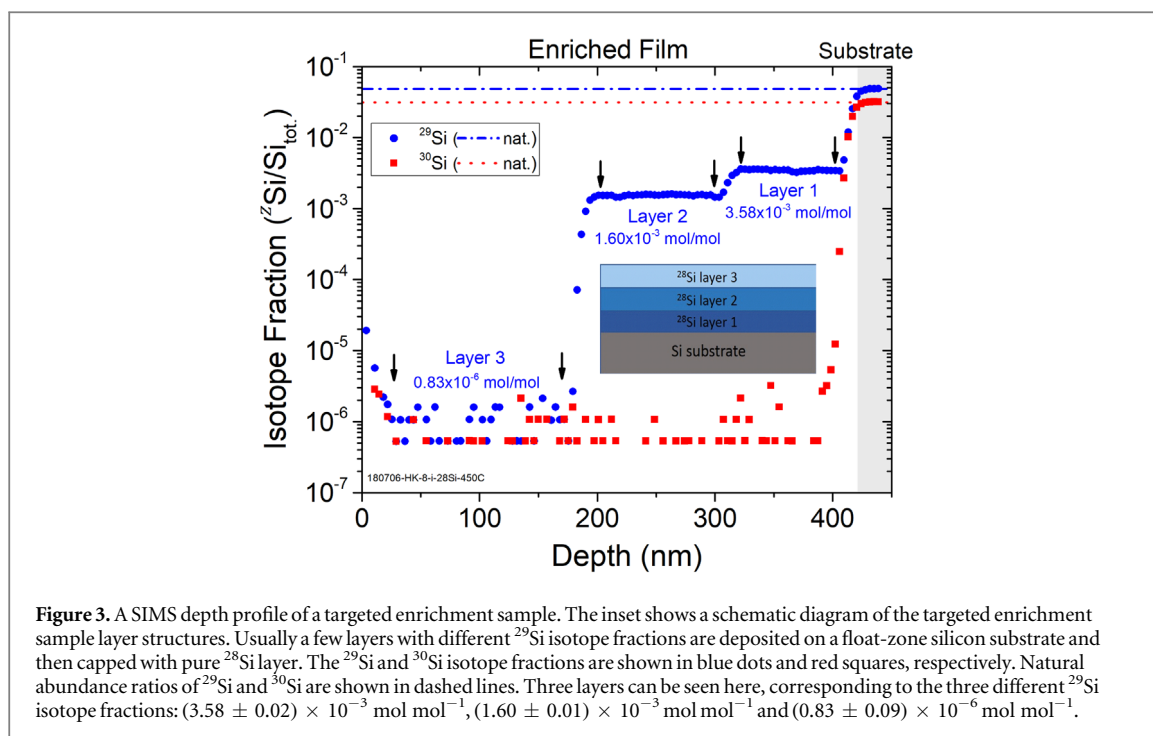 Enriched Film Substrate
10⁻¹
10⁻²
10⁻³
10⁻⁴
10⁻⁵
10⁻⁶
10⁻⁷
Isotope Fraction (ᶻSi/Si_tot.)
²⁹Si ( nat.)
³⁰Si ( nat.)
Layer 1
3.58x10⁻³ mol/mol
Layer 2
1.60x10⁻³ mol/mol
Layer 3
0.83x10⁻⁶ mol/mol
²⁸Si layer 3
²⁸Si layer 2
²⁸Si layer 1
Si substrate
180706-HK-8-i-28Si-450C
0 100 200 300 400
Depth (nm)
Figure 3. A SIMS depth profile of a targeted enrichment sample. The inset shows a schematic diagram of the targeted enrichment
sample layer structures. Usually a few layers with different ²⁹Si isotope fractions are deposited on a float-zone silicon substrate and
then capped with pure ²⁸Si layer. The ²⁹Si and ³⁰Si isotope fractions are shown in blue dots and red squares, respectively. Natural
abundance ratios of ²⁹Si and ³⁰Si are shown in dashed lines. Three layers can be seen here, corresponding to the three different ²⁹Si
isotope fractions: (3.58 ± 0.02) × 10⁻³ mol mol⁻¹, (1.60 ± 0.01) × 10⁻³ mol mol⁻¹ and (0.83 ± 0.09) × 10⁻⁶ mol mol⁻¹.